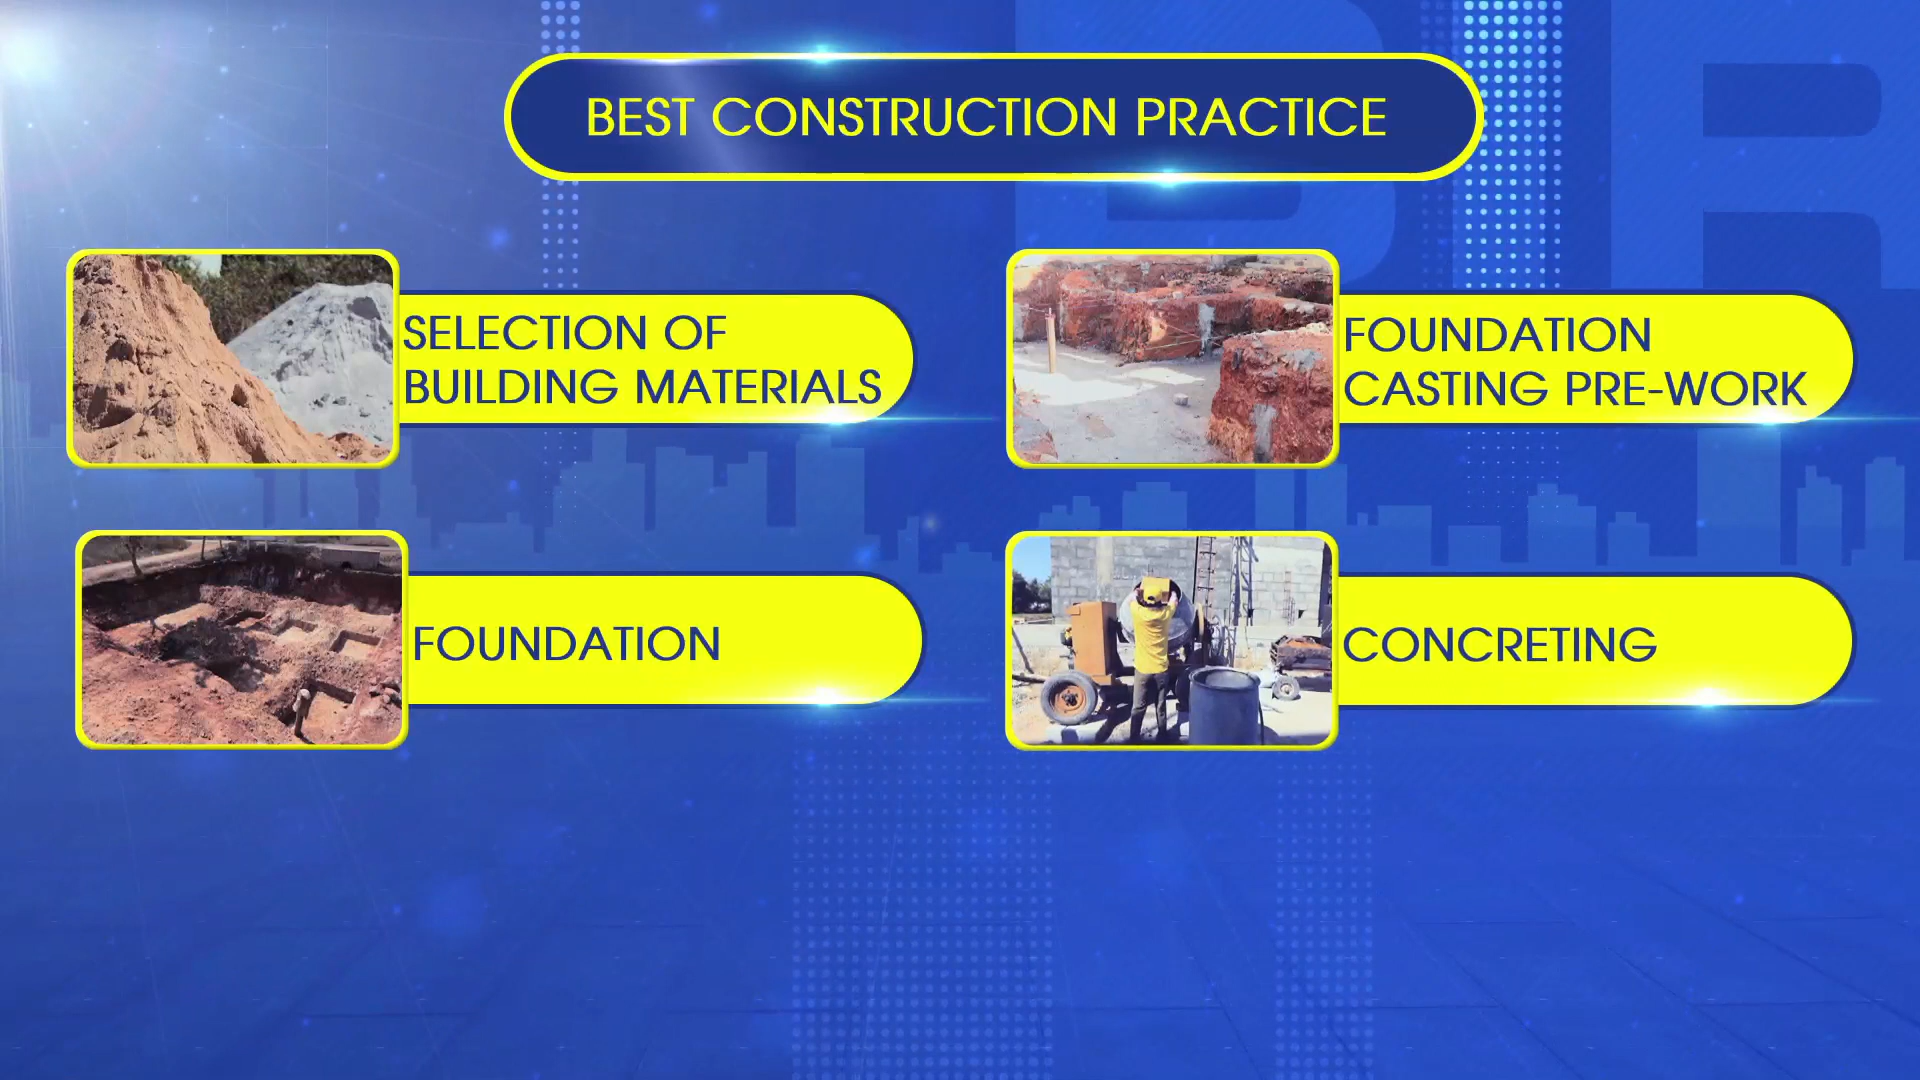 BEST CONSTRUCTION PRACTICE
SELECTION OF
BUILDING MATERIALS
FOUNDATION
CASTING PRE-WORK
FOUNDATION
CONCRETING